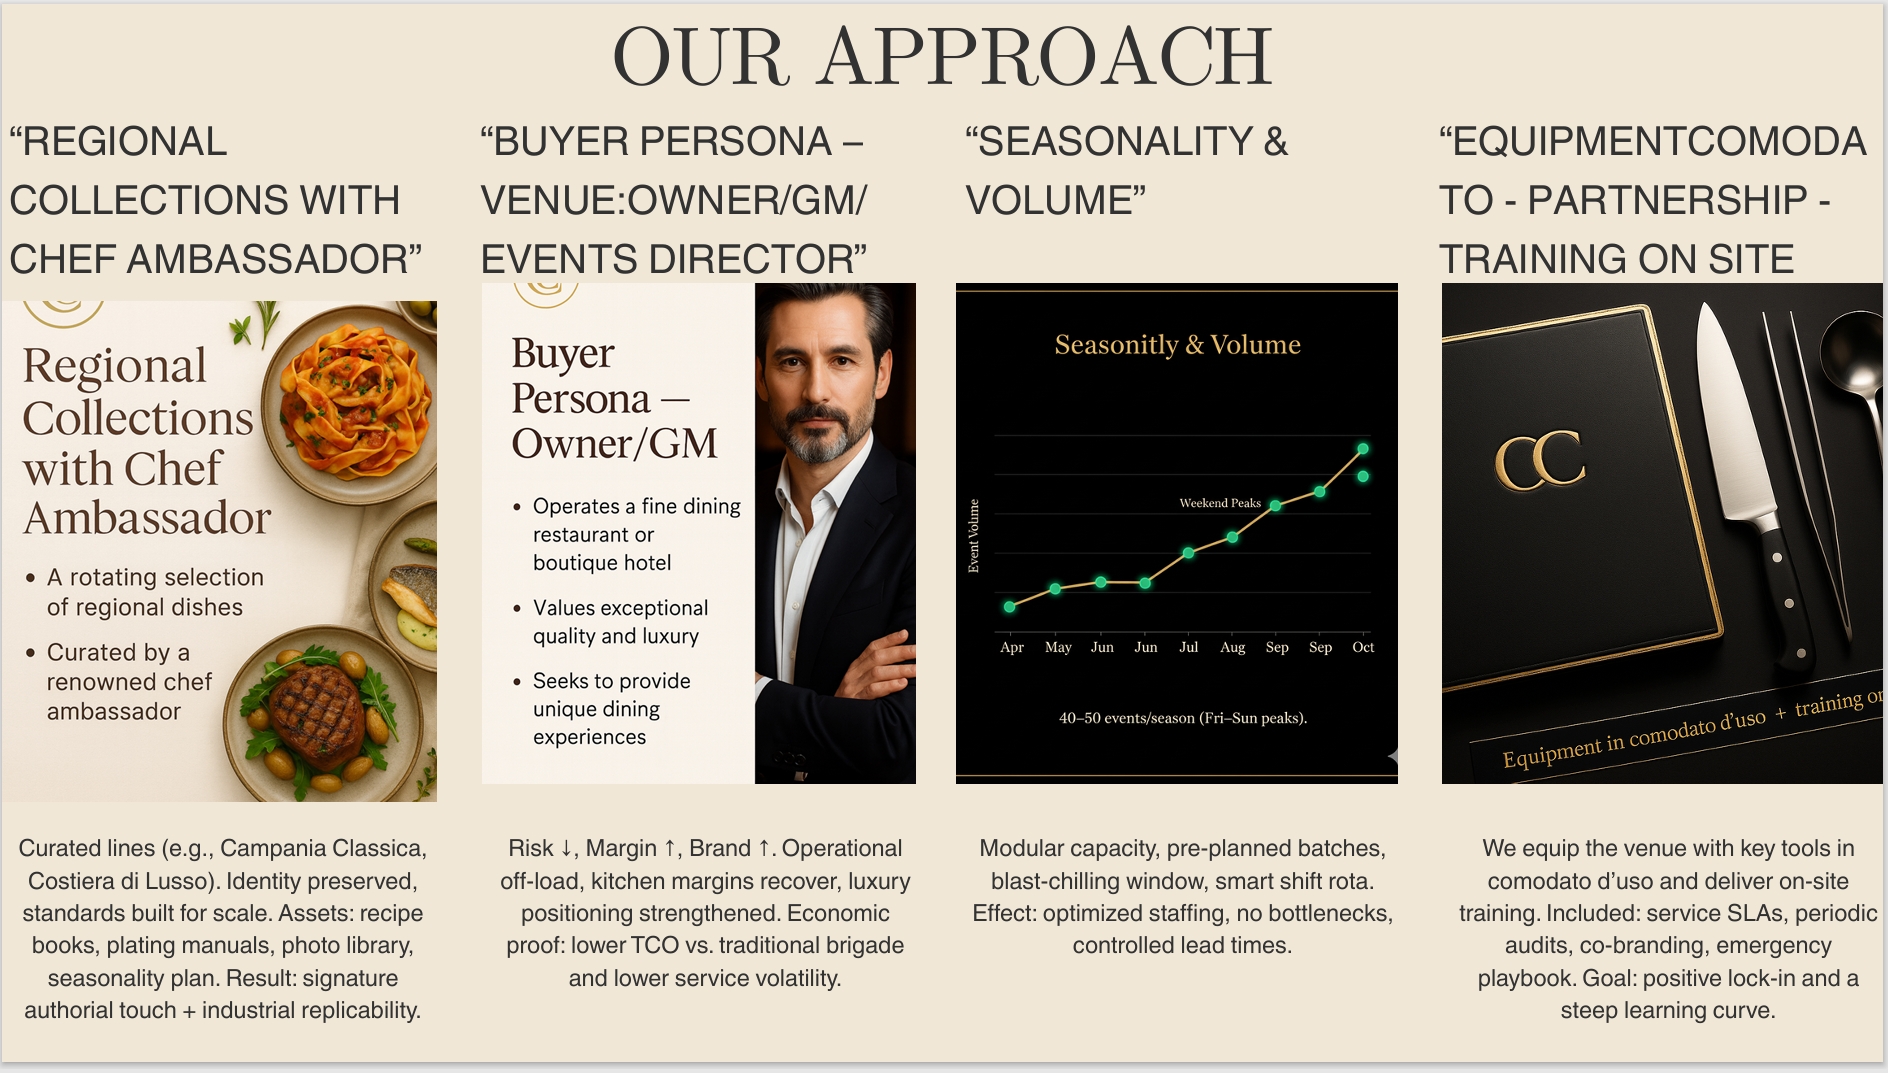 OUR APPROACH
“REGIONAL
COLLECTIONS WITH
CHEF AMBASSADOR”
Regional
Collections
with Chef
Ambassador
• A rotating selection
of regional dishes
• Curated by a
renowned chef
ambassador
Curated lines (e.g., Campania Classica,
Costiera di Lusso). Identity preserved,
standards built for scale. Assets: recipe
books, plating manuals, photo library,
seasonality plan. Result: signature
authorial touch + industrial replicability.
“BUYER PERSONA –
VENUE:OWNER/GM/
EVENTS DIRECTOR”
Buyer
Persona —
Owner/GM
• Operates a fine dining
restaurant or
boutique hotel
• Values exceptional
quality and luxury
• Seeks to provide
unique dining
experiences
Risk ↓, Margin ↑, Brand ↑. Operational
off-load, kitchen margins recover, luxury
positioning strengthened. Economic
proof: lower TCO vs. traditional brigade
and lower service volatility.
“SEASONALITY &
VOLUME”
Seasonitly & Volume
Weekend Peaks
Event Volume
Apr May Jun Jun Jul Aug Sep Sep Oct
40–50 events/season (Fri–Sun peaks).
Modular capacity, pre-planned batches,
blast-chilling window, smart shift rota.
Effect: optimized staffing, no bottlenecks,
controlled lead times.
“EQUIPMENTCOMODA
TO - PARTNERSHIP -
TRAINING ON SITE
CC
Equipment in comodato d’uso + training on
We equip the venue with key tools in
comodato d’uso and deliver on-site
training. Included: service SLAs, periodic
audits, co-branding, emergency
playbook. Goal: positive lock-in and a
steep learning curve.